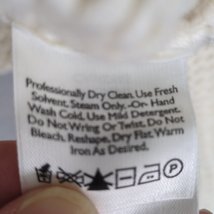 Professionally Dry Clean. Use Fresh
Solvent. Steam Only. -Or- Hand
Wash Cold. Use Mild Detergent.
Do Not Wring Or Twist. Do Not
Bleach. Reshape, Dry Flat. Warm
Iron As Desired.
P